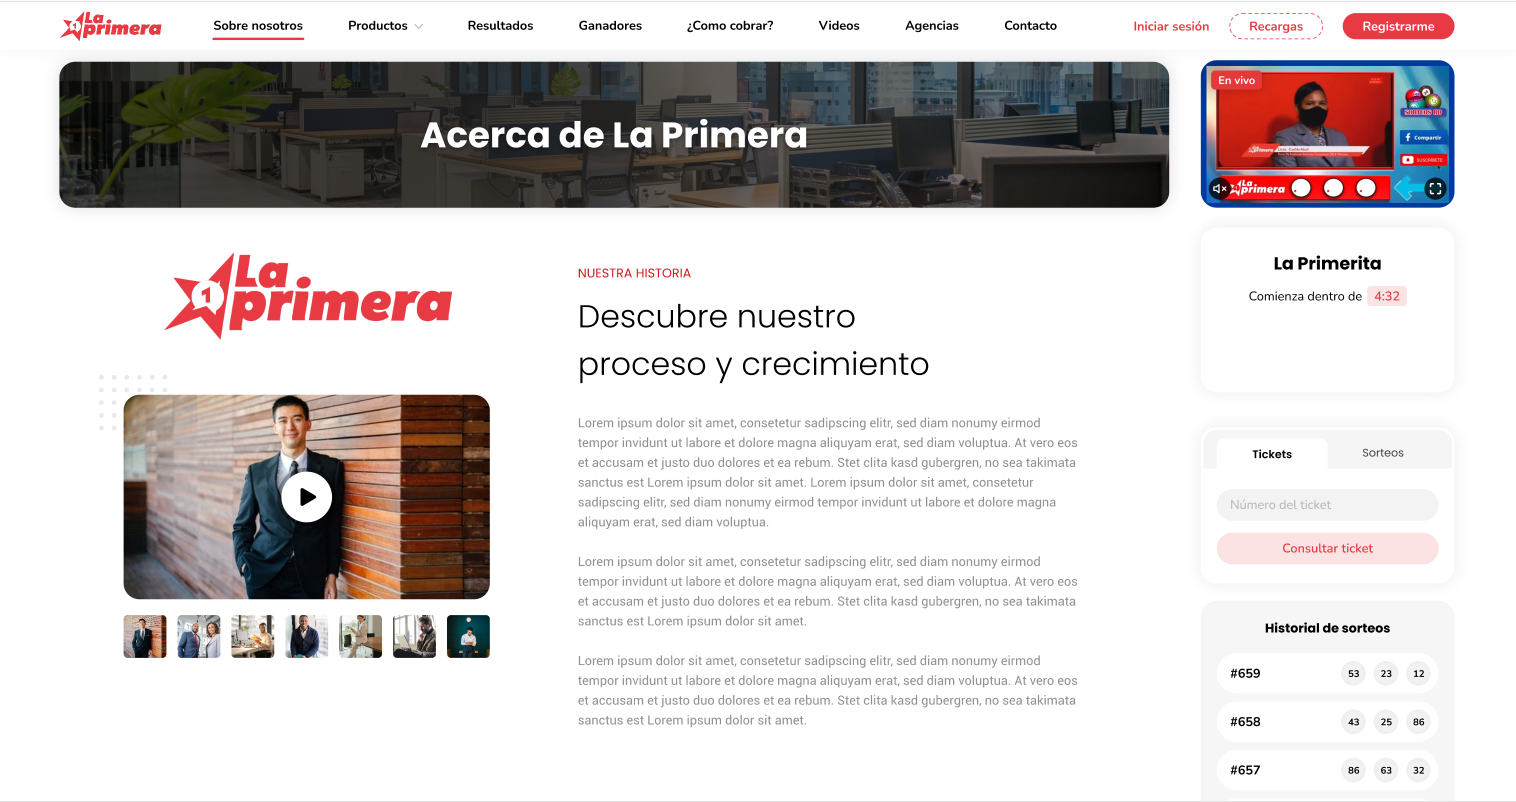 La
1 primera
Sobre nosotros
Productos
Resultados
Ganadores
¿Como cobrar?
Videos
Agencias
Contacto
Iniciar sesión
Recargas
Registrarme
Acerca de La Primera
En vivo
SORTEOS RD
Compartir
SUSCRIBETE
La
primera
La
1 primera
NUESTRA HISTORIA
Descubre nuestro
proceso y crecimiento
Lorem ipsum dolor sit amet, consetetur sadipscing elitr, sed diam nonumy eirmod
tempor invidunt ut labore et dolore magna aliquyam erat, sed diam voluptua. At vero eos
et accusam et justo duo dolores et ea rebum. Stet clita kasd gubergren, no sea takimata
sanctus est Lorem ipsum dolor sit amet. Lorem ipsum dolor sit amet, consetetur
sadipscing elitr, sed diam nonumy eirmod tempor invidunt ut labore et dolore magna
aliquyam erat, sed diam voluptua.
Lorem ipsum dolor sit amet, consetetur sadipscing elitr, sed diam nonumy eirmod
tempor invidunt ut labore et dolore magna aliquyam erat, sed diam voluptua. At vero eos
et accusam et justo duo dolores et ea rebum. Stet clita kasd gubergren, no sea takimata
sanctus est Lorem ipsum dolor sit amet.
Lorem ipsum dolor sit amet, consetetur sadipscing elitr, sed diam nonumy eirmod
tempor invidunt ut labore et dolore magna aliquyam erat, sed diam voluptua. At vero eos
et accusam et justo duo dolores et ea rebum. Stet clita kasd gubergren, no sea takimata
sanctus est Lorem ipsum dolor sit amet.
La Primerita
Comienza dentro de 4:32
Tickets
Sorteos
Número del ticket
Consultar ticket
Historial de sorteos
#659 53 23 12
#658 43 25 86
#657 86 63 32